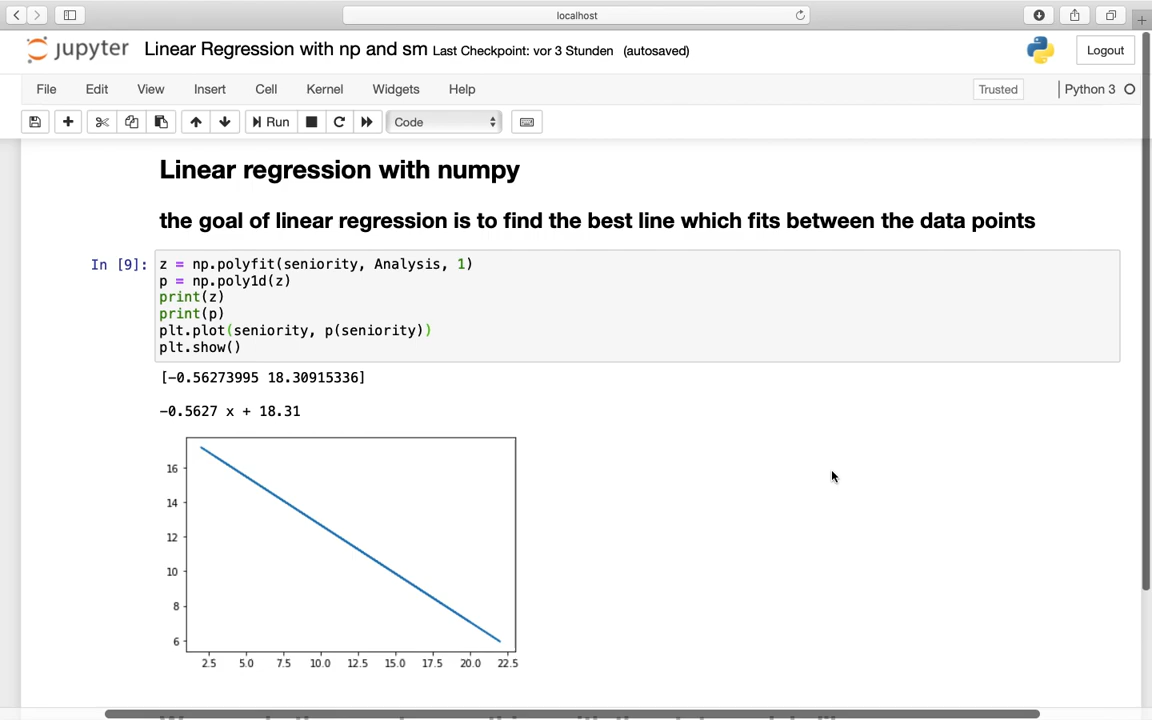 localhost
jupyter Linear Regression with np and sm Last Checkpoint: vor 3 Stunden (autosaved)
Logout
File Edit View Insert Cell Kernel Widgets Help Trusted Python 3
Run Code
Linear regression with numpy
the goal of linear regression is to find the best line which fits between the data points
In [9]: z = np.polyfit(seniority, Analysis, 1)
p = np.poly1d(z)
print(z)
print(p)
plt.plot(seniority, p(seniority))
plt.show()
[-0.56273995 18.30915336]
-0.5627 x + 18.31
16
14
12
10
8
6
2.5 5.0 7.5 10.0 12.5 15.0 17.5 20.0 22.5